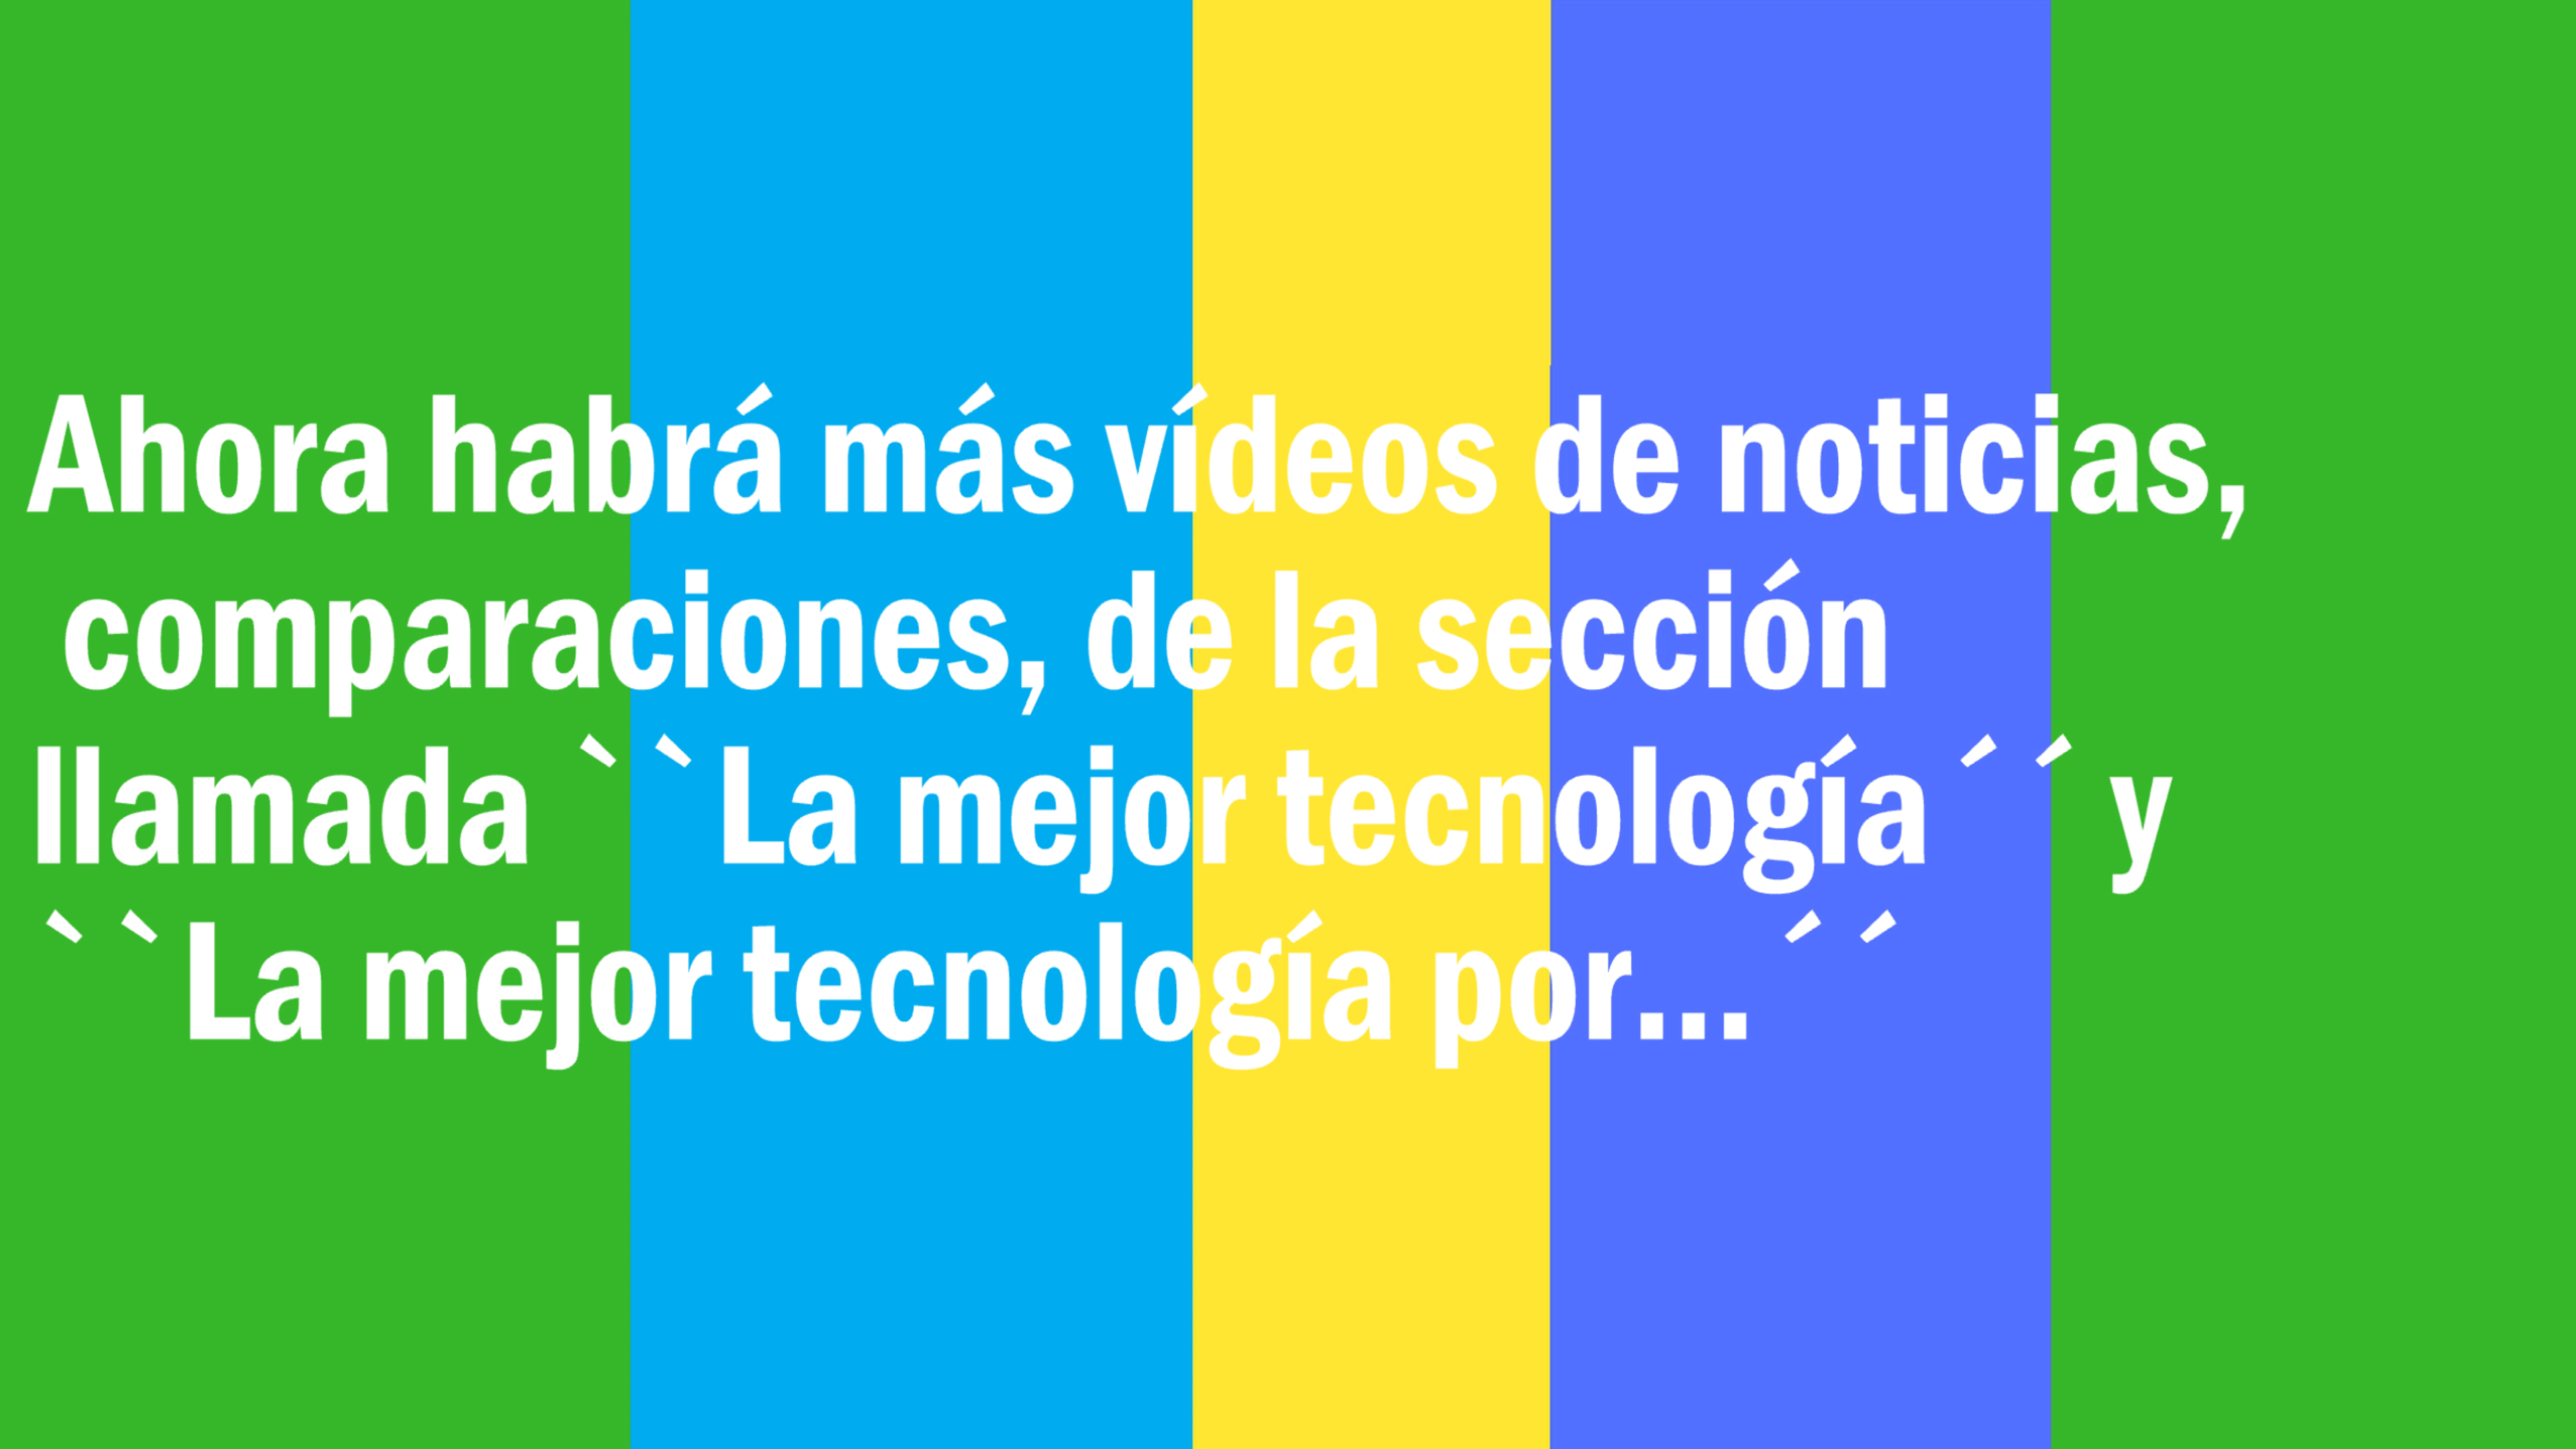 Ahora habrá más vídeos de noticias,
comparaciones, de la sección
llamada ``La mejor tecnología´´ y
``La mejor tecnología por...´´